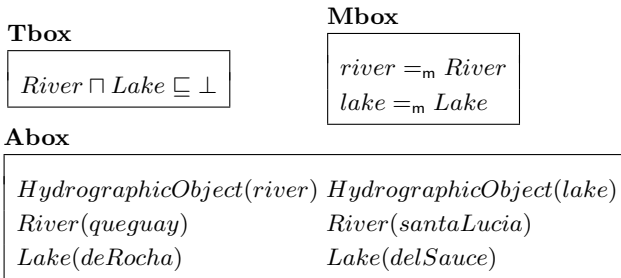 Tbox
River ⊓ Lake ⊑ ⊥
Mbox
river =ₘ River
lake =ₘ Lake
Abox
HydrographicObject(river) HydrographicObject(lake)
River(queguay) River(santaLucia)
Lake(deRocha) Lake(delSauce)